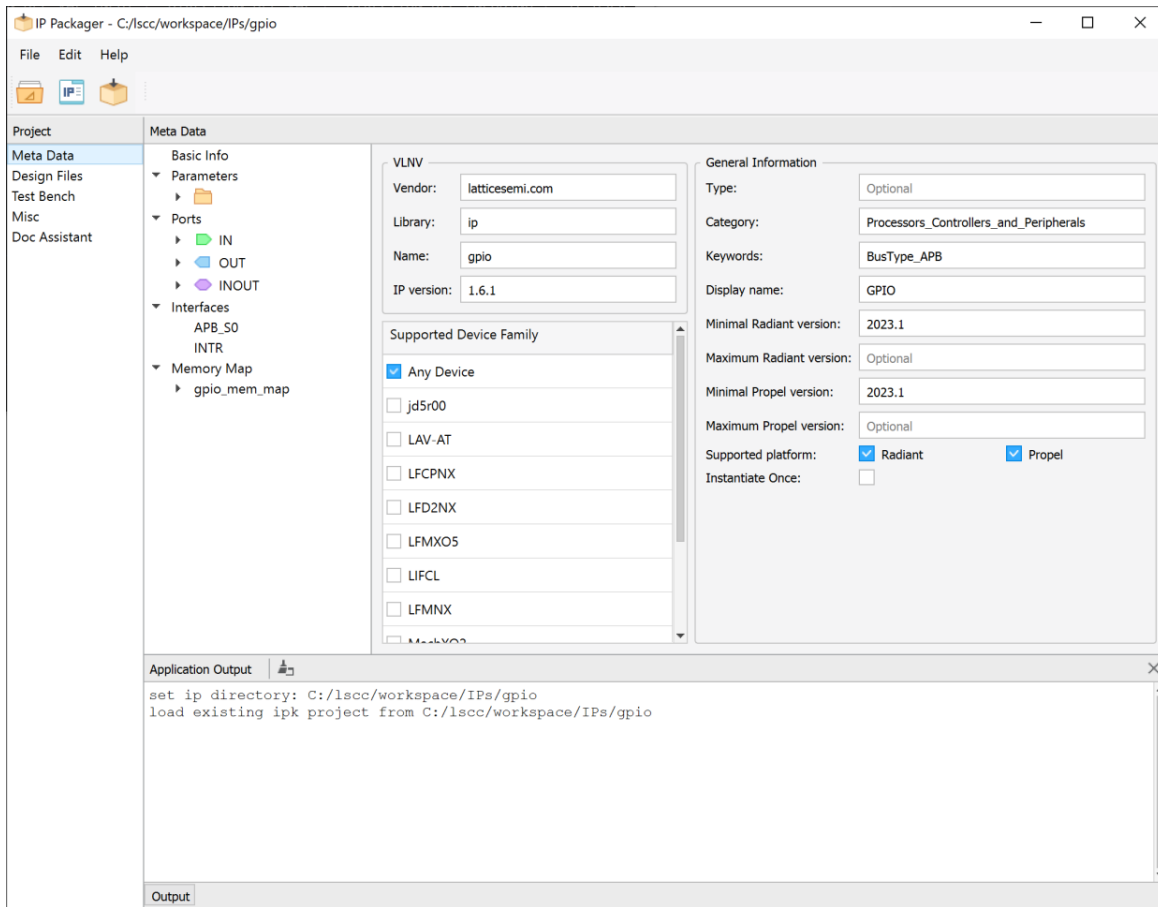 IP Packager - C:/lscc/workspace/IPs/gpio
File Edit Help
IP
Project
Meta Data
Design Files
Test Bench
Misc
Doc Assistant
Meta Data
Basic Info
Parameters
Ports
IN
OUT
INOUT
Interfaces
APB_S0
INTR
Memory Map
gpio_mem_map
VLNV
Vendor: latticesemi.com
Library: ip
Name: gpio
IP version: 1.6.1
Supported Device Family
Any Device
jd5r00
LAV-AT
LFCPNX
LFD2NX
LFMXO5
LIFCL
LFMNX
General Information
Type: Optional
Category: Processors_Controllers_and_Peripherals
Keywords: BusType_APB
Display name: GPIO
Minimal Radiant version: 2023.1
Maximum Radiant version: Optional
Minimal Propel version: 2023.1
Maximum Propel version: Optional
Supported platform: Radiant Propel
Instantiate Once:
Application Output
set ip directory: C:/lscc/workspace/IPs/gpio
load existing ipk project from C:/lscc/workspace/IPs/gpio
Output